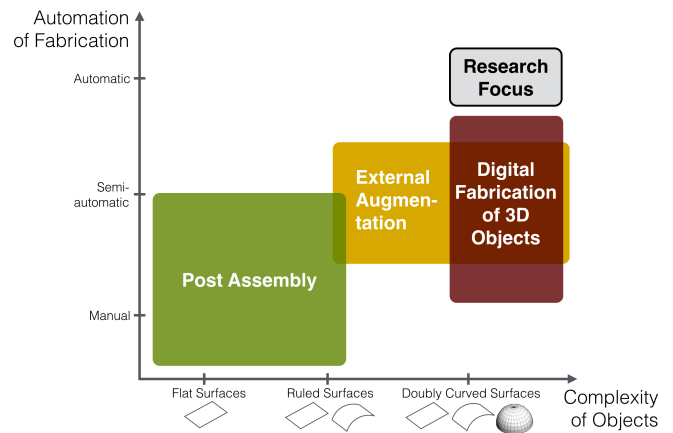 Automation
of Fabrication
Automatic
Semi-
automatic
Manual
Research
Focus
External
Augmen-
tation
Digital
Fabrication
of 3D
Objects
Post Assembly
Flat Surfaces
Ruled Surfaces
Doubly Curved Surfaces
Complexity
of Objects